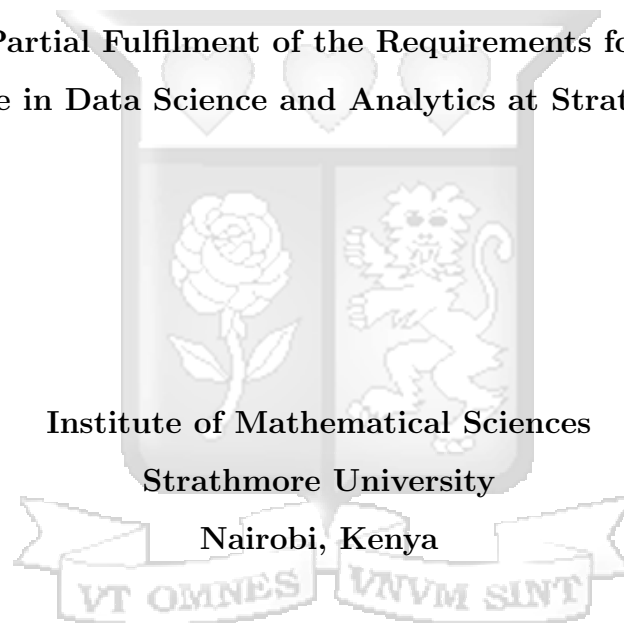 Partial Fulfilment of the Requirements fo
e in Data Science and Analytics at Strat
Institute of Mathematical Sciences
Strathmore University
Nairobi, Kenya
VT OMNES VNVM SINT